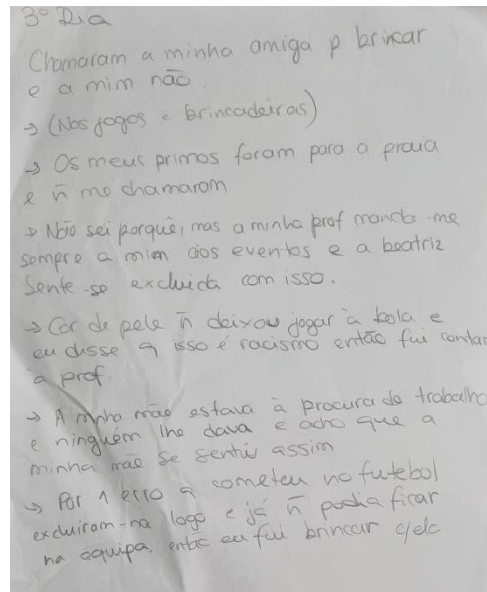 3º Dia
Chamaram a minha amiga p brincar
e a mim não.
→ (Nos jogos e brincadeiras)
→ Os meus primos foram para a praia
e ñ me chamaram
→ Não sei porquê, mas a minha prof manda-me
sempre a mim aos eventos e a beatriz
Sente-se excluida com isso.
→ Cor de pele ñ deixou jogar à bola e
eu disse q isso é racismo então fui contar
à prof.
→ A minha mãe estava à procura de trabalho
e ninguém lhe dava e acho que a
minha mãe se sentiu assim
→ Por 1 erro q cometeu no futebol
excluiram-na logo e já ñ podia ficar
na equipa. então eu fui brincar c/ela